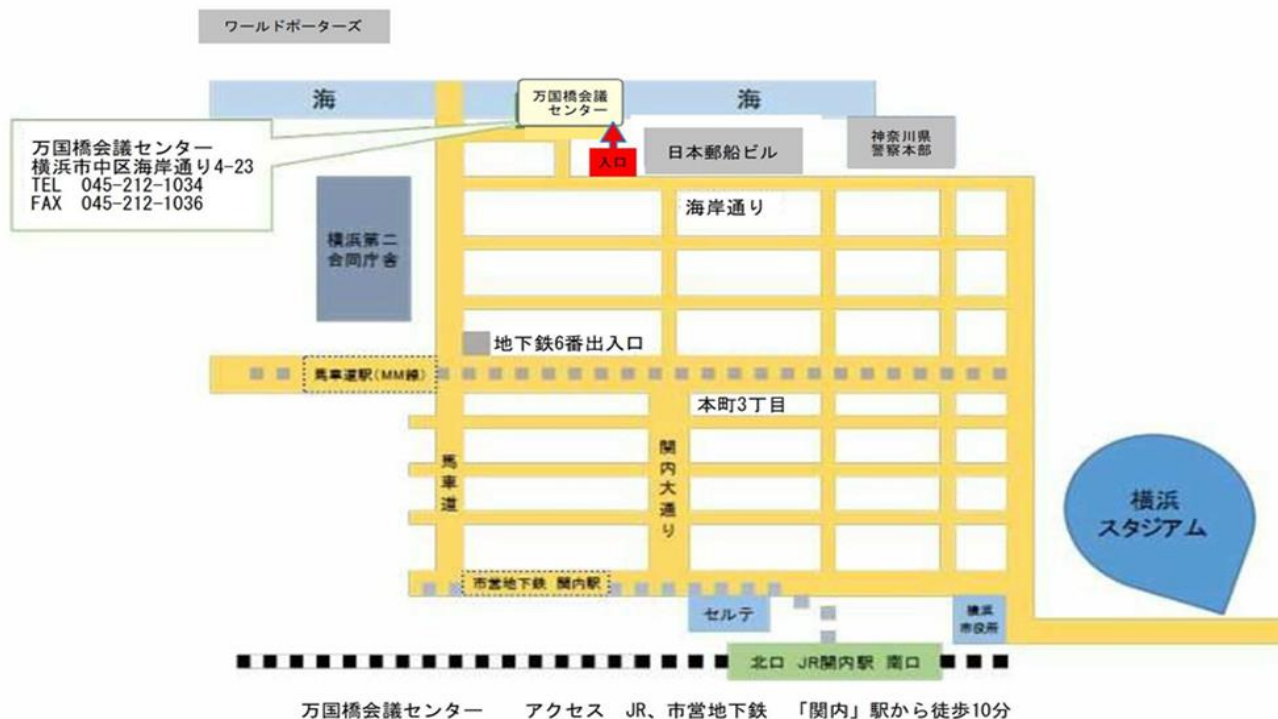 ワールドポーターズ
海
万国橋会議
センター
海
万国橋会議センター
横浜市中区海岸通り4-23
TEL 045-212-1034
FAX 045-212-1036
入口
日本郵船ビル
神奈川県
警察本部
海岸通り
横浜第二
合同庁舎
地下鉄6番出入口
馬車道駅(MM線)
本町3丁目
馬車道
関内大通り
横浜
スタジアム
市営地下鉄 関内駅
セルテ
横浜
市役所
北口 JR関内駅 南口
万国橋会議センター アクセス JR、市営地下鉄 「関内」駅から徒歩10分